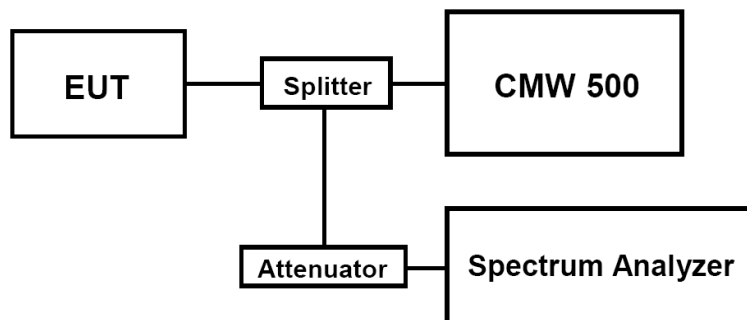 EUT
Splitter
CMW 500
Attenuator
Spectrum Analyzer